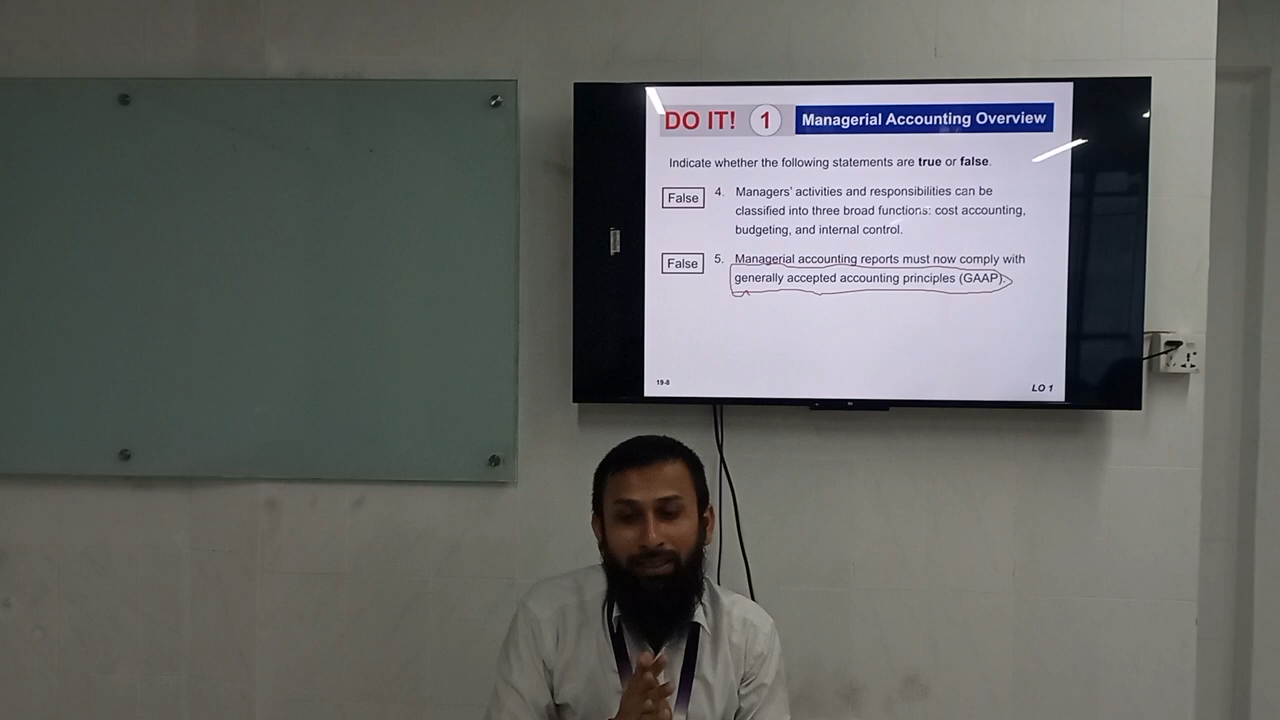 DO IT! 1 Managerial Accounting Overview
Indicate whether the following statements are true or false.
False 4. Managers' activities and responsibilities can be
classified into three broad functions: cost accounting,
budgeting, and internal control.
False 5. Managerial accounting reports must now comply with
generally accepted accounting principles (GAAP).
19-8 LO 1